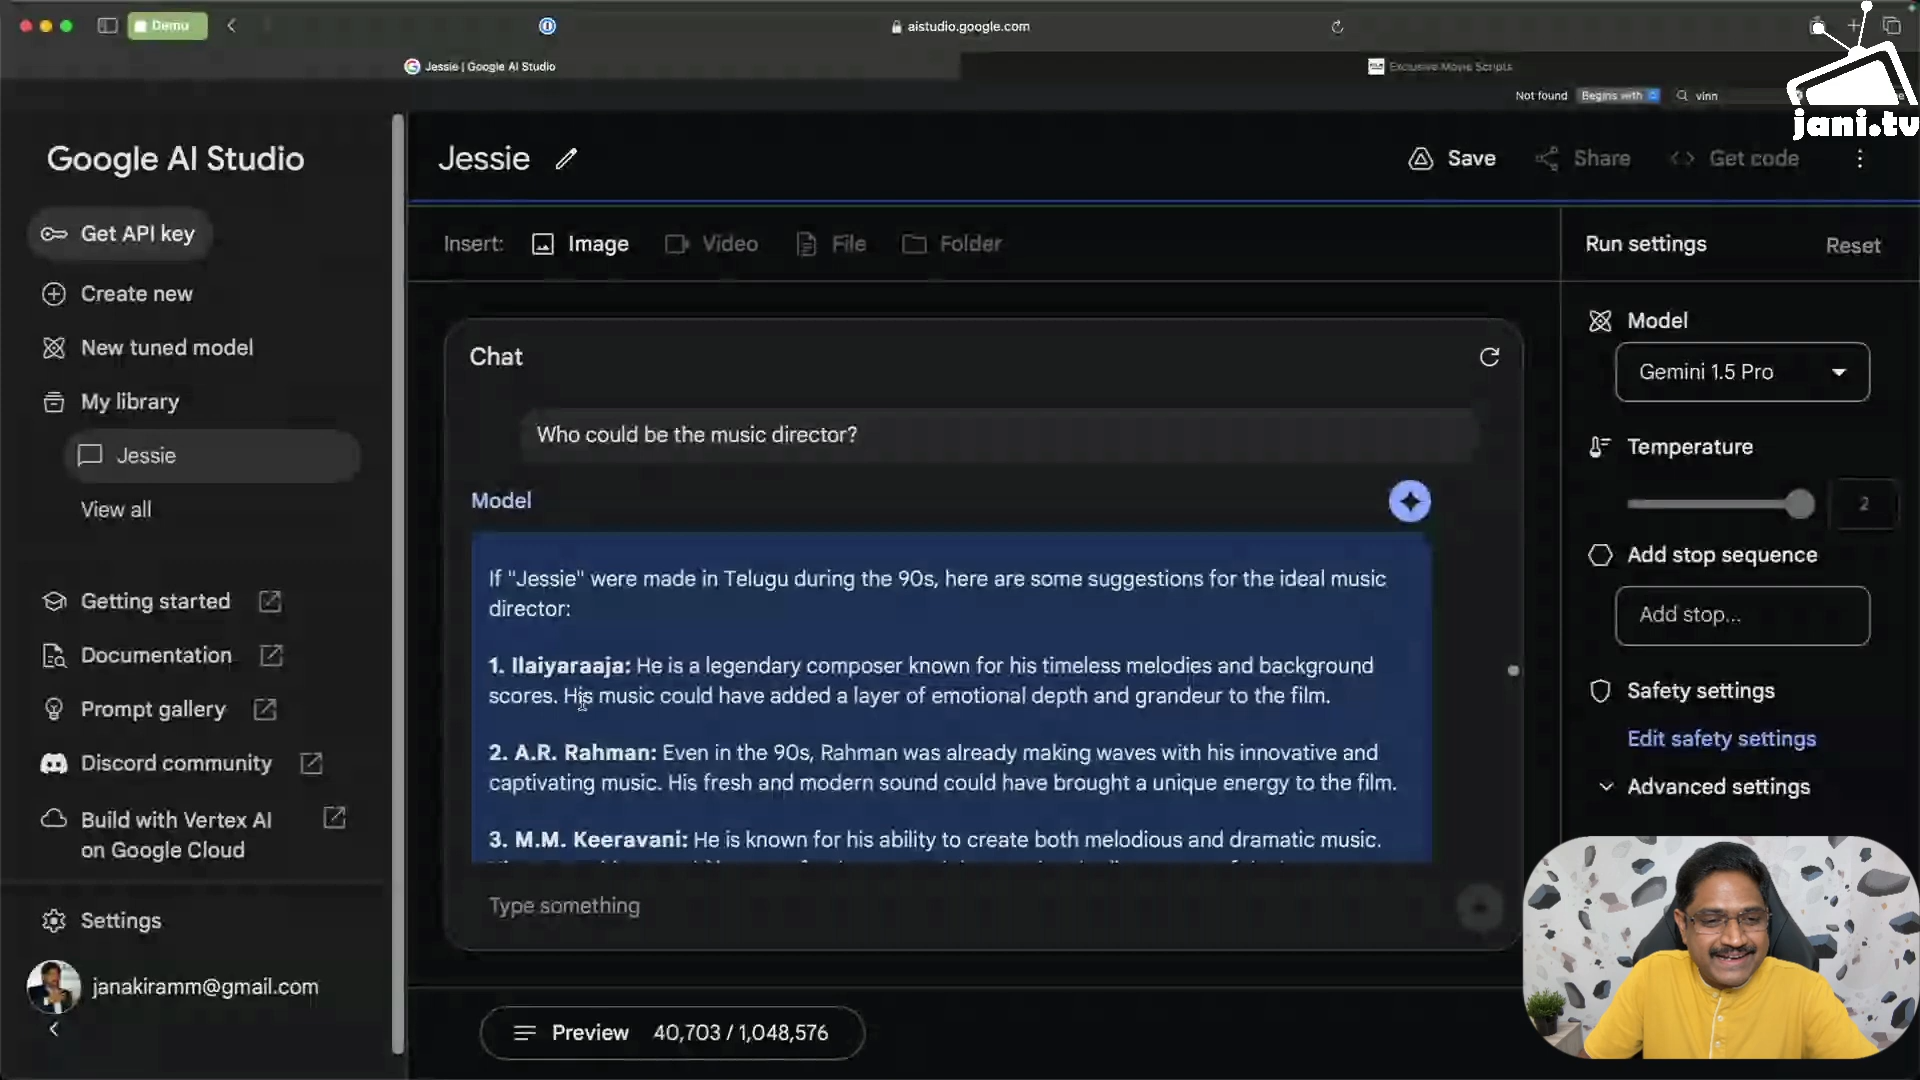 Demo
aistudio.google.com
Jessie | Google AI Studio
Exclusive Movie Scripts
Not found Begins with vinn
jani.tv
Google AI Studio
Get API key
Create new
New tuned model
My library
Jessie
View all
Getting started
Documentation
Prompt gallery
Discord community
Build with Vertex AI
on Google Cloud
Settings
janakiramm@gmail.com
Jessie
Save
Share
<> Get code
Insert:
Image
Video
File
Folder
Chat
Who could be the music director?
Model
If "Jessie" were made in Telugu during the 90s, here are some suggestions for the ideal music
director:
1. Ilaiyaraaja: He is a legendary composer known for his timeless melodies and background
scores. His music could have added a layer of emotional depth and grandeur to the film.
2. A.R. Rahman: Even in the 90s, Rahman was already making waves with his innovative and
captivating music. His fresh and modern sound could have brought a unique energy to the film.
3. M.M. Keeravani: He is known for his ability to create both melodious and dramatic music.
Type something
Preview 40,703 / 1,048,576
Run settings
Reset
Model
Gemini 1.5 Pro
Temperature
2
Add stop sequence
Add stop...
Safety settings
Edit safety settings
Advanced settings